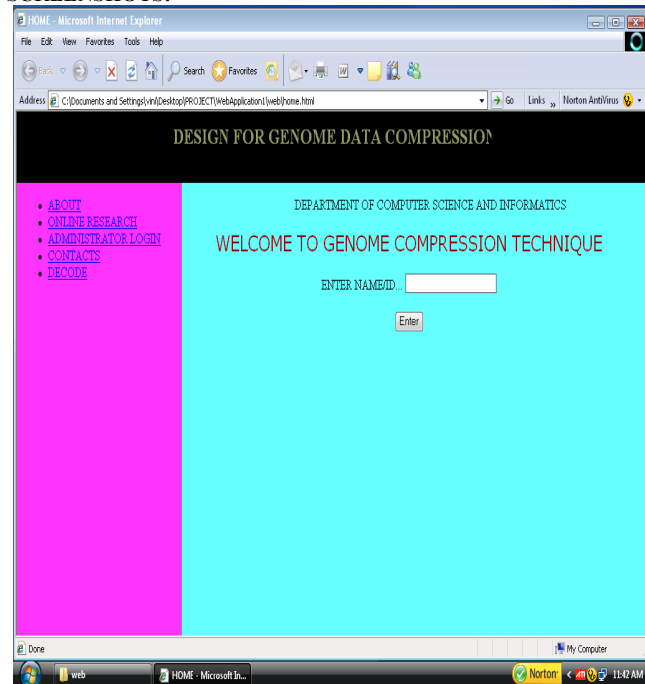 SCREENSHOTS:
HOME - Microsoft Internet Explorer
File Edit View Favorites Tools Help
Back Search Favorites
Address C:\Documents and Settings\vini\Desktop\PROJECT\WebApplication1\web\home.html Go Links » Norton AntiVirus
DESIGN FOR GENOME DATA COMPRESSION
ABOUT
ONLINE RESEARCH
ADMINISTRATOR LOGIN
CONTACTS
DECODE
DEPARTMENT OF COMPUTER SCIENCE AND INFORMATICS
WELCOME TO GENOME COMPRESSION TECHNIQUE
ENTER NAME/ID...
Enter
Done My Computer
web HOME - Microsoft In... Norton 11:42 AM